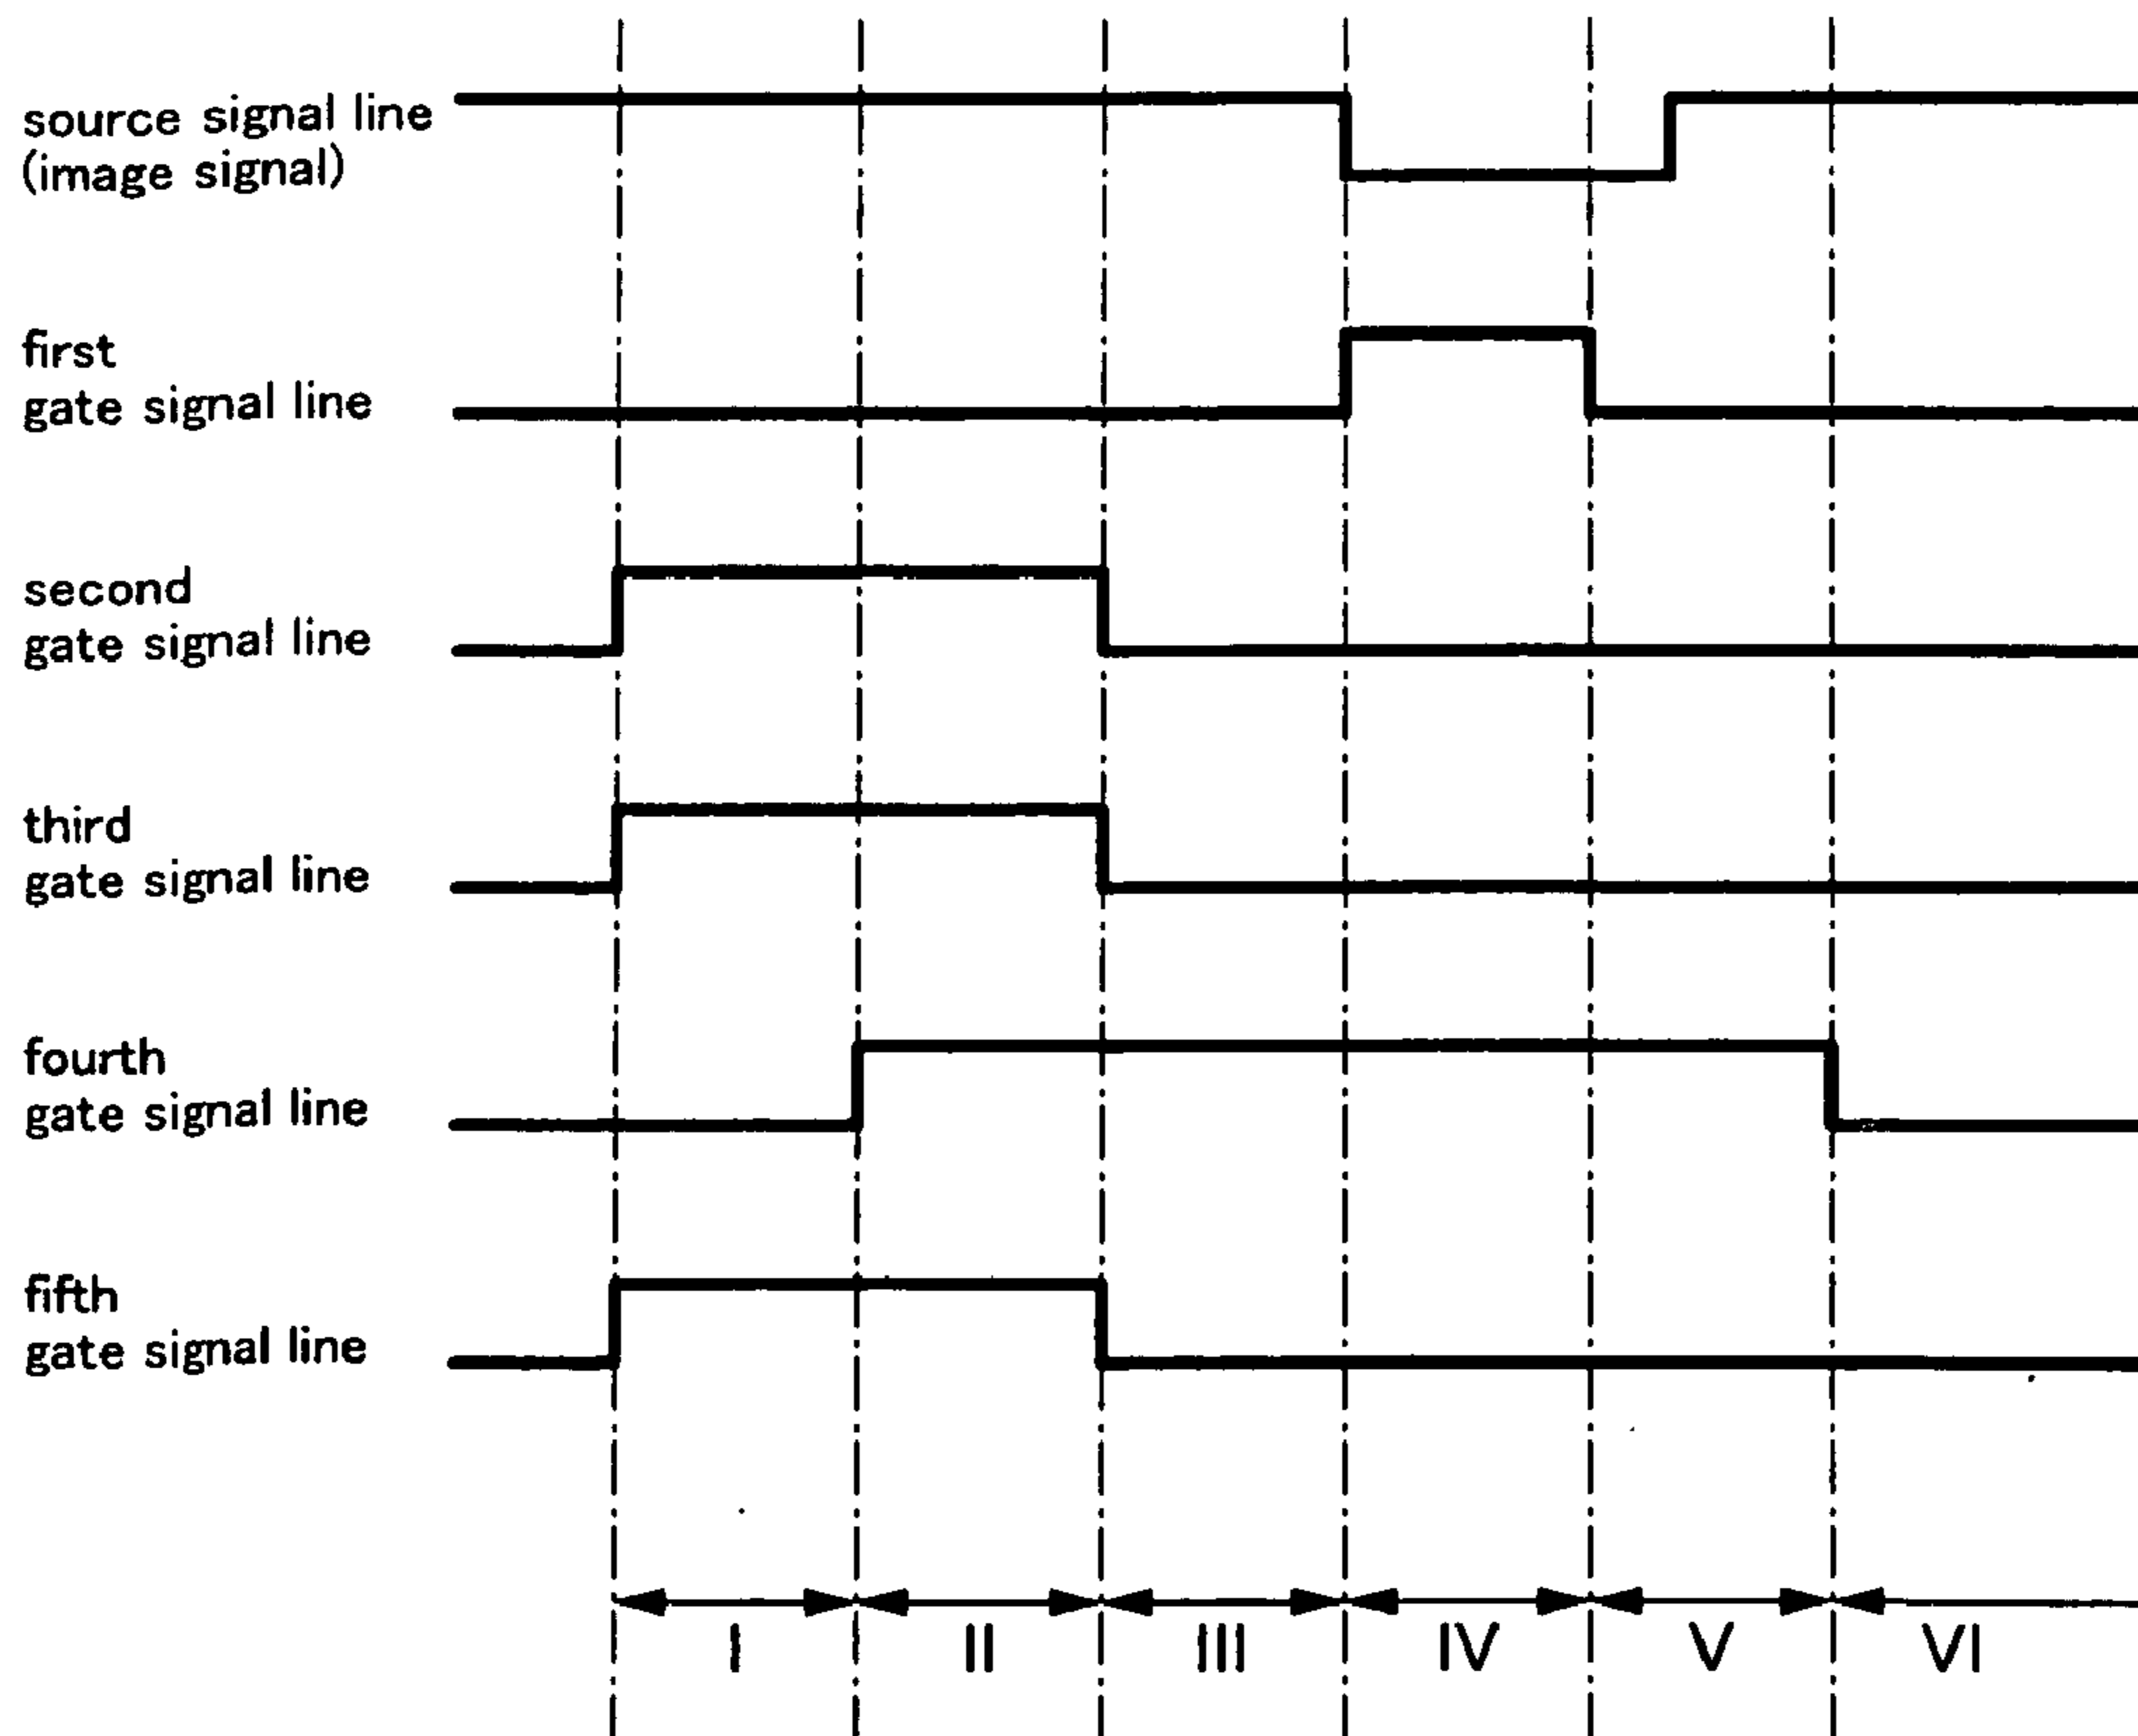 source signal line
(image signal)
first
gate signal line
second
gate signal line
third
gate signal line
fourth
gate signal line
fifth
gate signal line
I II III IV V VI